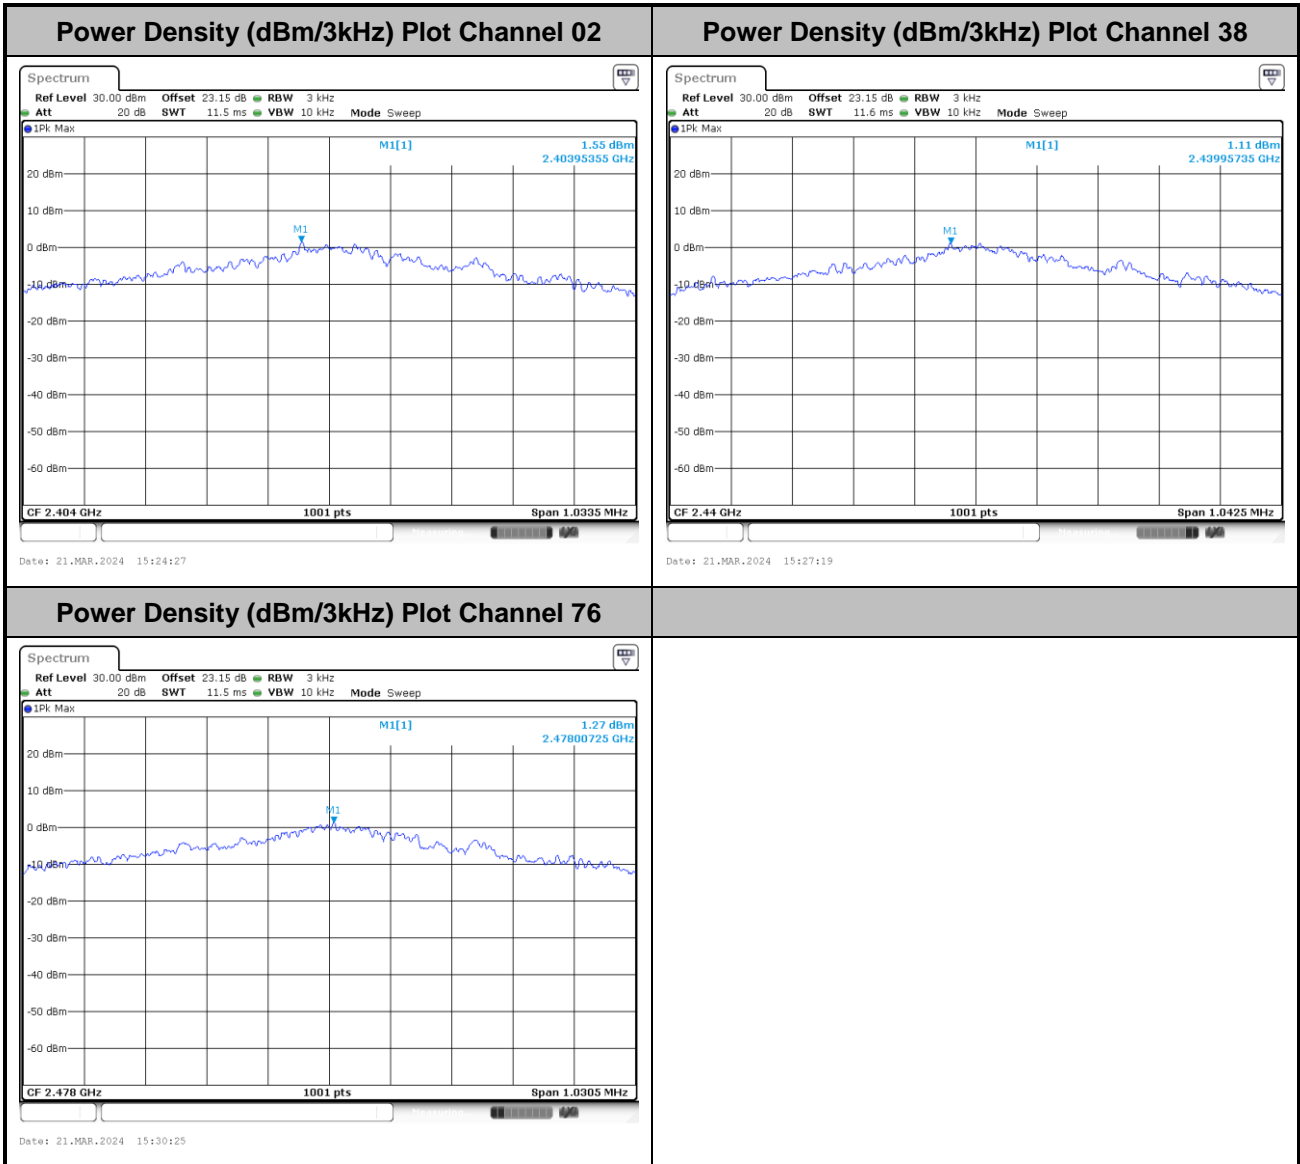 Power Density (dBm/3kHz) Plot Channel 02
Spectrum
Ref Level 30.00 dBm Offset 23.15 dB RBW 3 kHz
Att 20 dB SWT 11.5 ms VBW 10 kHz Mode Sweep
1Pk Max
M1[1] 1.55 dBm
2.40395355 GHz
20 dBm
10 dBm
M1
0 dBm
-10 dBm
-20 dBm
-30 dBm
-40 dBm
-50 dBm
-60 dBm
CF 2.404 GHz 1001 pts Span 1.0335 MHz
Measuring
Date: 21.MAR.2024 15:24:27
Power Density (dBm/3kHz) Plot Channel 38
Spectrum
Ref Level 30.00 dBm Offset 23.15 dB RBW 3 kHz
Att 20 dB SWT 11.6 ms VBW 10 kHz Mode Sweep
1Pk Max
M1[1] 1.11 dBm
2.43995735 GHz
20 dBm
10 dBm
M1
0 dBm
-10 dBm
-20 dBm
-30 dBm
-40 dBm
-50 dBm
-60 dBm
CF 2.44 GHz 1001 pts Span 1.0425 MHz
Measuring
Date: 21.MAR.2024 15:27:19
Power Density (dBm/3kHz) Plot Channel 76
Spectrum
Ref Level 30.00 dBm Offset 23.15 dB RBW 3 kHz
Att 20 dB SWT 11.5 ms VBW 10 kHz Mode Sweep
1Pk Max
M1[1] 1.27 dBm
2.47800725 GHz
20 dBm
10 dBm
M1
0 dBm
-10 dBm
-20 dBm
-30 dBm
-40 dBm
-50 dBm
-60 dBm
CF 2.478 GHz 1001 pts Span 1.0305 MHz
Measuring
Date: 21.MAR.2024 15:30:25